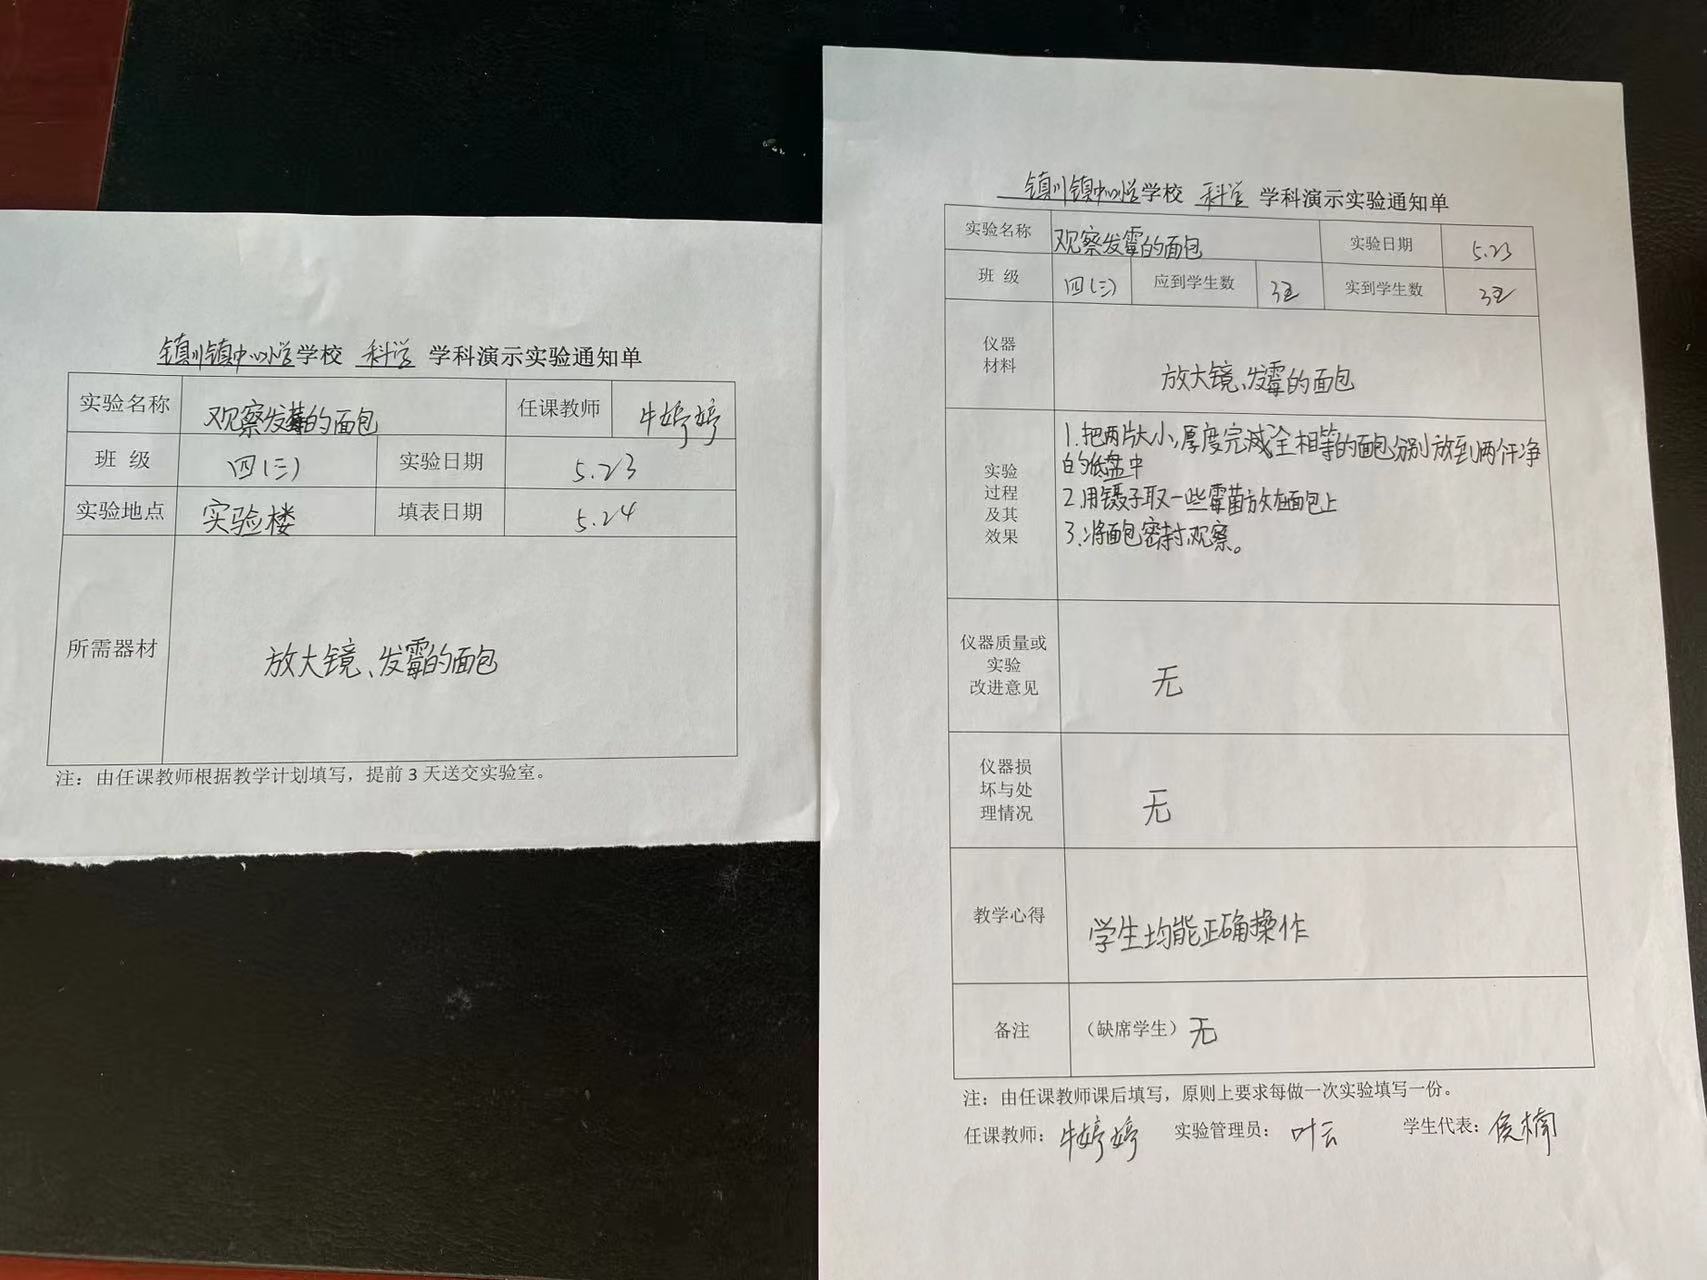 镇川镇中心小学学校 科学 学科演示实验通知单
实验名称 观察发霉的面包 任课教师 牛婷婷
班 级 四(三) 实验日期 5.23
实验地点 实验楼 填表日期 5.24
所需器材 放大镜、发霉的面包
注：由任课教师根据教学计划填写，提前 3 天送交实验室。
镇川镇中心小学学校 科学 学科演示实验通知单
实验名称 观察发霉的面包 实验日期 5.23
班 级 四(三) 应到学生数 实到学生数
仪器
材料
放大镜、发霉的面包
实验
过程
及其
效果
1.把两片大小、厚度完全相等的面包分别放到两个干净
的纸盘中
2.用镊子取一些霉菌放在面包上
3.将面包密封,观察。
仪器质量或
实验
改进意见
无
仪器损
坏与处
理情况
无
教学心得 学生均能正确操作
备注 （缺席学生）无
注：由任课教师课后填写，原则上要求每做一次实验填写一份。
任课教师：牛婷婷 实验管理员：叶云 学生代表：侯楠